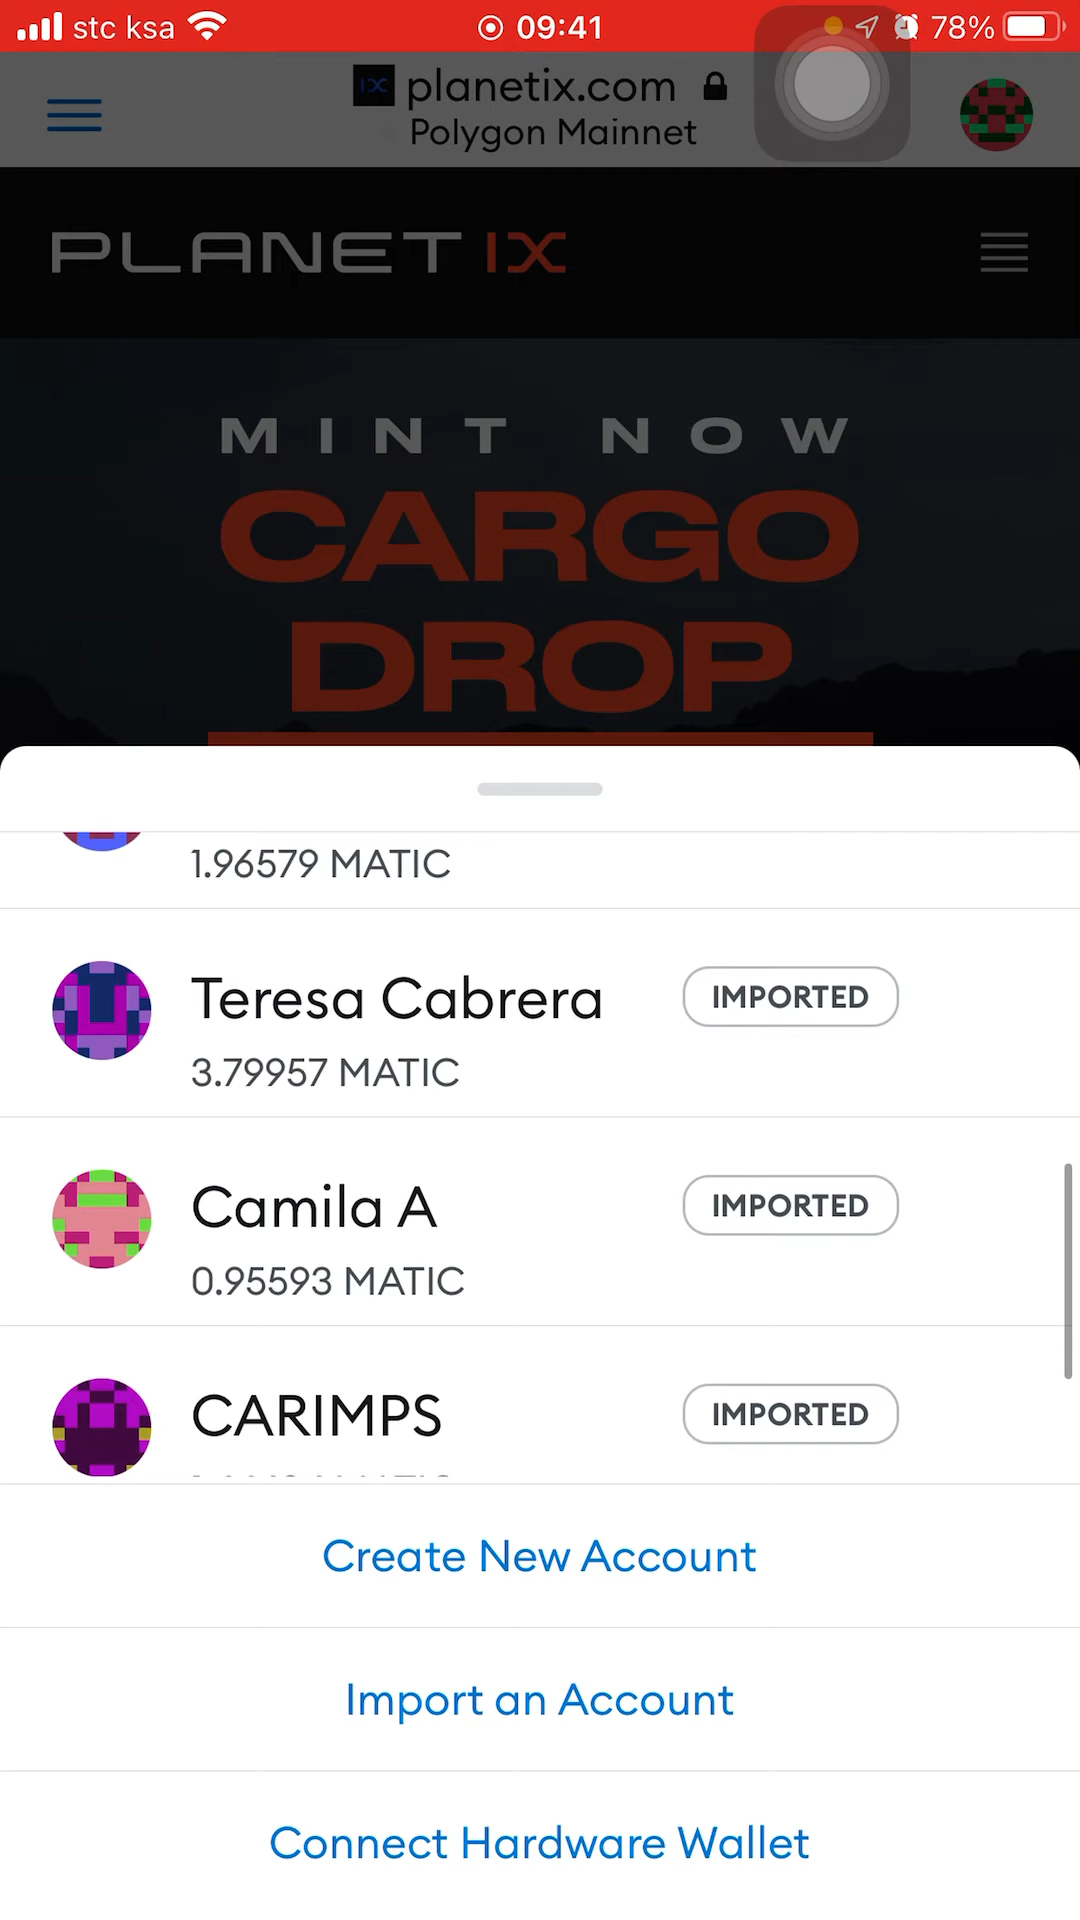 stc ksa 09:41 78%
planetix.com
Polygon Mainnet
PLANET IX
MINT NOW
CARGO
DROP
1.96579 MATIC
Teresa Cabrera IMPORTED
3.79957 MATIC
Camila A IMPORTED
0.95593 MATIC
CARIMPS IMPORTED
Create New Account
Import an Account
Connect Hardware Wallet